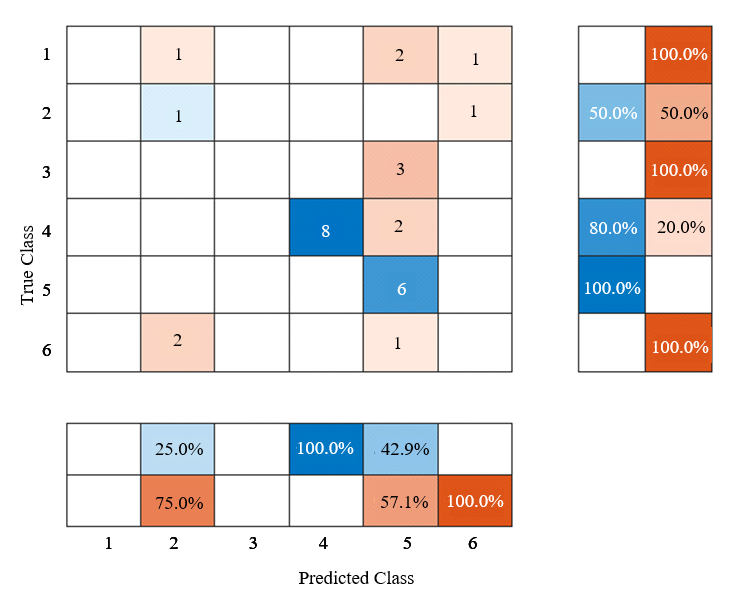 1 1 2 1 100.0%
2 1 1 50.0% 50.0%
3 3 100.0%
4 8 2 80.0% 20.0%
5 6 100.0%
6 2 1 100.0%
True Class
25.0% 100.0% 42.9%
75.0% 57.1% 100.0%
1 2 3 4 5 6
Predicted Class